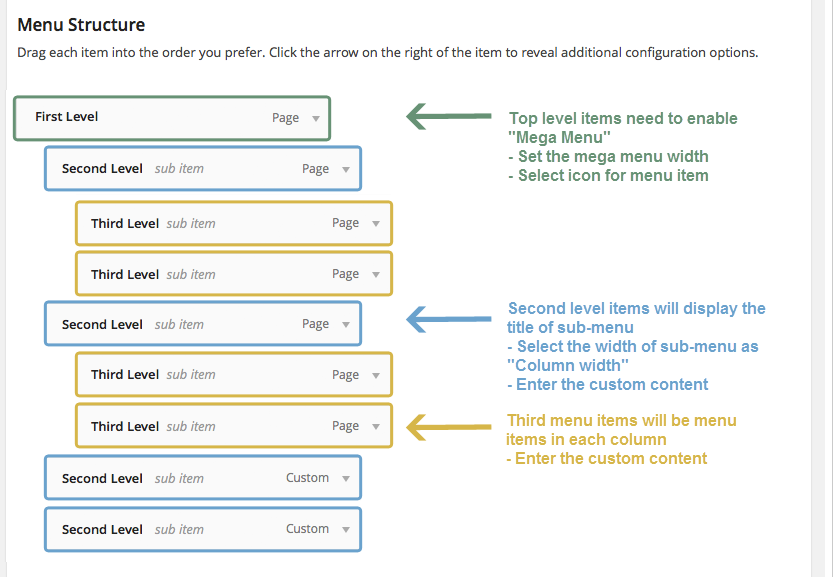 Menu Structure
Drag each item into the order you prefer. Click the arrow on the right of the item to reveal additional configuration options.
First Level Page
Top level items need to enable
"Mega Menu"
- Set the mega menu width
- Select icon for menu item
Second Level sub item Page
Third Level sub item Page
Third Level sub item Page
Second Level sub item Page
Second level items will display the
title of sub-menu
- Select the width of sub-menu as
"Column width"
- Enter the custom content
Third Level sub item Page
Third Level sub item Page
Third menu items will be menu
items in each column
- Enter the custom content
Second Level sub item Custom
Second Level sub item Custom